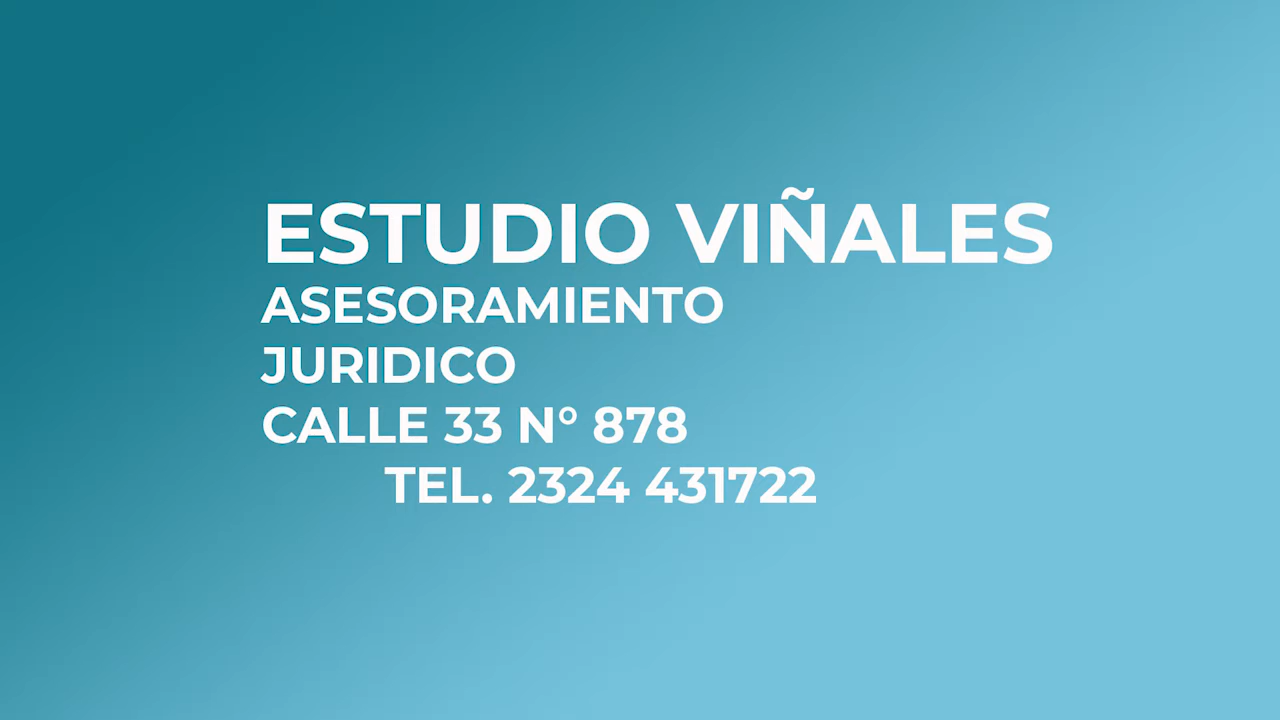 ESTUDIO VIÑALES
ASESORAMIENTO
JURIDICO
CALLE 33 N° 878
TEL. 2324 431722